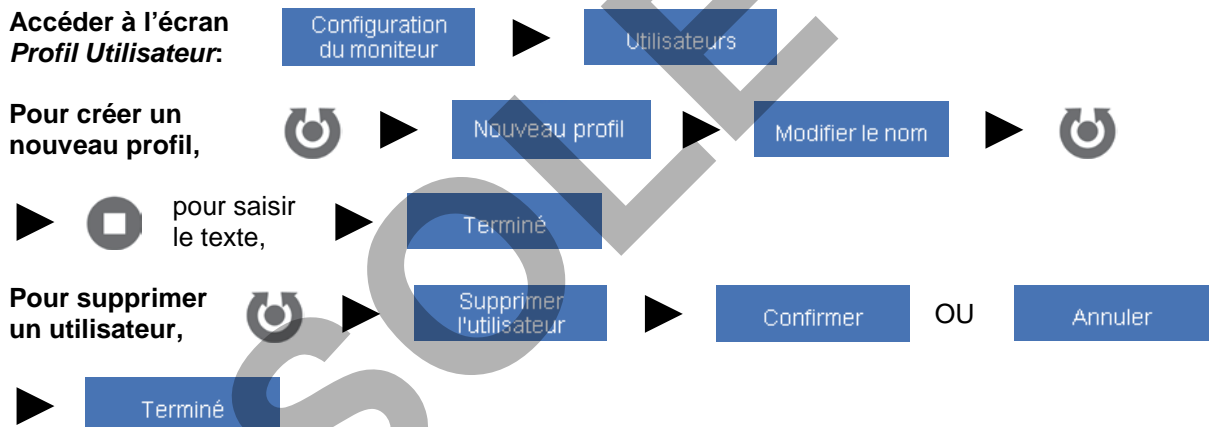 Accéder à l’écran
Profil Utilisateur:
Configuration
du moniteur
Utilisateurs
Pour créer un
nouveau profil,
Nouveau profil
Modifier le nom
pour saisir
le texte,
Terminé
Pour supprimer
un utilisateur,
Supprimer
l'utilisateur
Confirmer
OU
Annuler
Terminé
SOLE